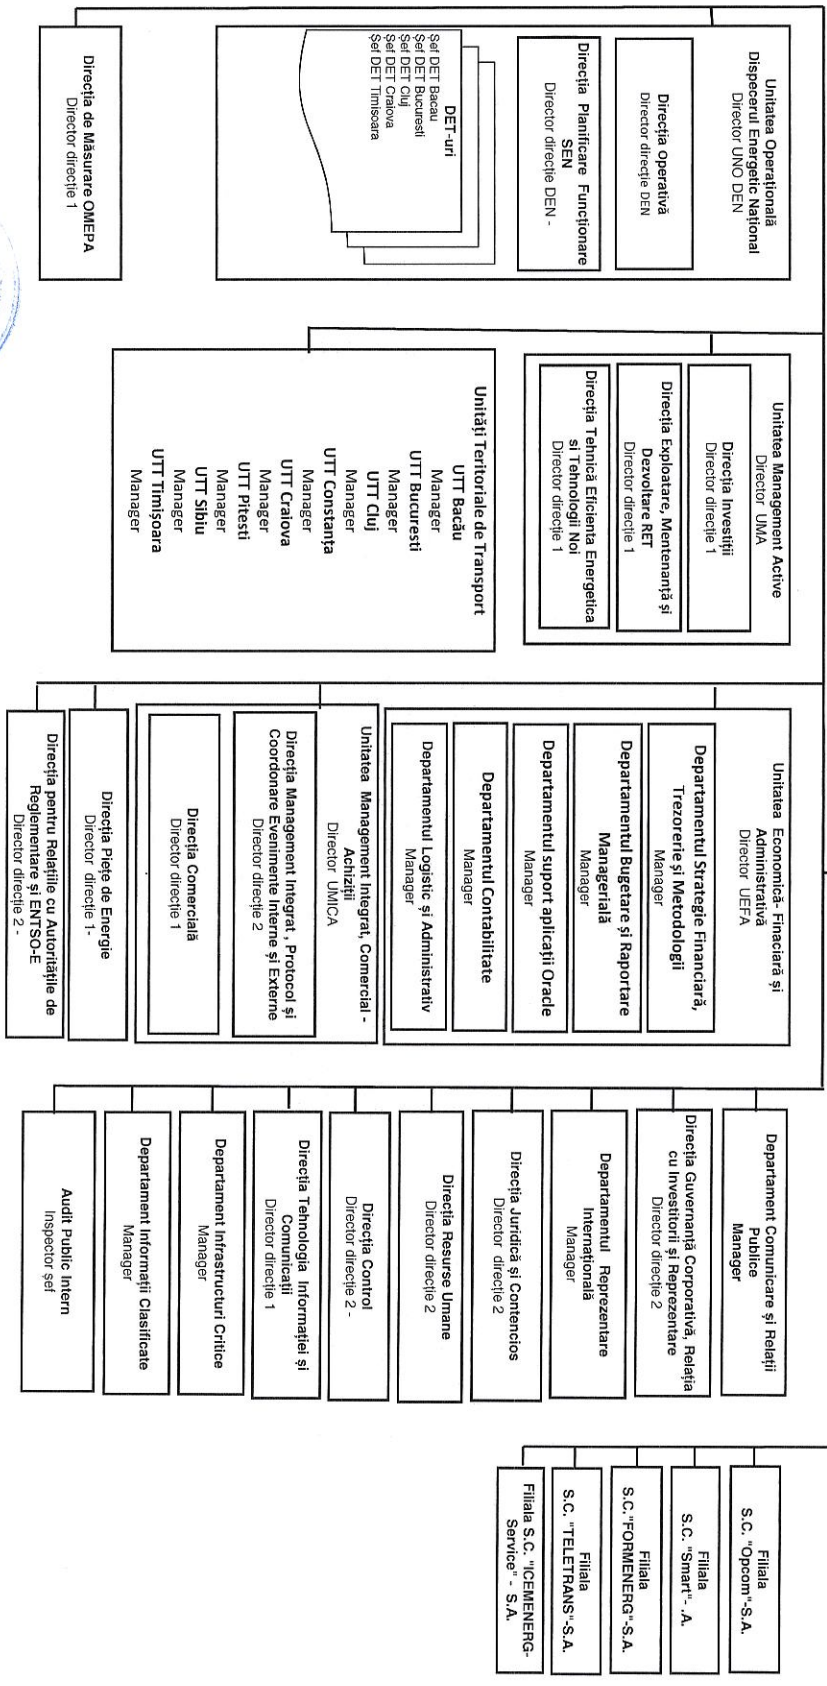 Unitatea Operațională
Dispecerul Energetic Național
Director UNO DEN
Direcția Operativă
Director direcție DEN
Direcția Planificare Funcționare
SEN
Director direcție DEN -
DET-uri
Șef DET Bacau
Șef DET Bucuresti
Șef DET Cluj
Șef DET Craiova
Șef DET Timisoara
Direcția de Măsurare OMEPA
Director direcție 1
Unitatea Management Active
Director UMA
Direcția Investiții
Director direcție 1
Direcția Exploatare, Mentenanță și
Dezvoltare RET
Director direcție 1
Direcția Tehnică Eficienta Energetica
si Tehnologii Noi
Director direcție 1
Unități Teritoriale de Transport
UTT Bacău
Manager
UTT Bucuresti
Manager
UTT Cluj
Manager
UTT Constanța
Manager
UTT Craiova
Manager
UTT Pitesti
Manager
UTT Sibiu
Manager
UTT Timișoara
Manager
Unitatea Economică- Finaciară și
Administrativă
Director UEFA
Departamentul Strategie Financiară,
Trezorerie și Metodologii
Manager
Departamentul Bugetare și Raportare
Managerială
Manager
Departamentul suport aplicații Oracle
Manager
Departamentul Contabilitate
Manager
Departamentul Logistic și Administrativ
Manager
Unitatea Management Integrat, Comercial -
Achiziții
Director UMICA
Direcția Management Integrat , Protocol și
Coordonare Evenimente Interne și Externe
Director direcție 2
Direcția Comercială
Director direcție 1
Direcția Piețe de Energie
Director direcție 1-
Direcția pentru Relațiile cu Autoritățile de
Reglementare și ENTSO-E
Director direcție 2 -
Departament Comunicare și Relații
Publice
Manager
Direcția Guvernanță Corporativă, Relația
cu Investitorii și Reprezentare
Director direcție 2
Departamentul Reprezentare
Internațională
Manager
Direcția Juridică și Contencios
Director direcție 2
Direcția Resurse Umane
Director direcție 2
Direcția Control
Director direcție 2 -
Direcția Tehnologia Informației și
Comunicații
Director direcție 1
Departament Infrastructuri Critice
Manager
Departament Informații Clasificate
Manager
Audit Public Intern
Inspector șef
Filiala
S.C. "Opcom"-S.A.
Filiala
S.C. "Smart"- .A.
Filiala
S.C."FORMENERG"-S.A.
Filiala
S.C. "TELETRANS"-S.A.
Filiala S.C. "ICEMENERG-
Service" - S.A.